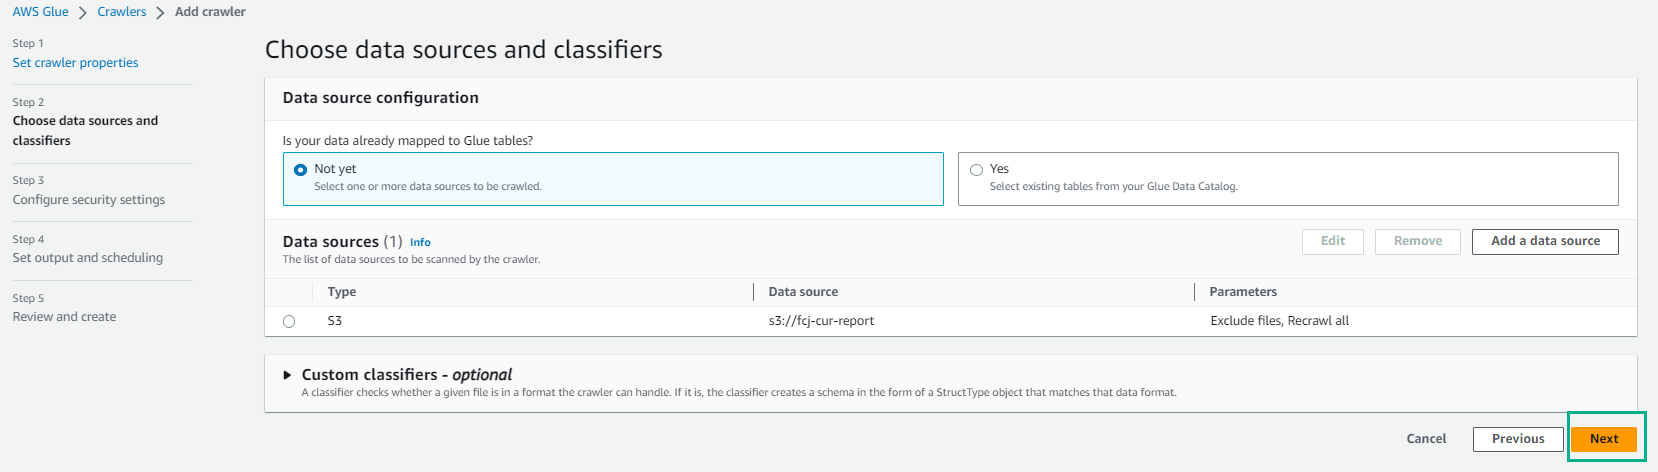 AWS Glue > Crawlers > Add crawler
Step 1
Set crawler properties
Step 2
Choose data sources and
classifiers
Step 3
Configure security settings
Step 4
Set output and scheduling
Step 5
Review and create
Choose data sources and classifiers
Data source configuration
Is your data already mapped to Glue tables?
Not yet
Select one or more data sources to be crawled.
Yes
Select existing tables from your Glue Data Catalog.
Data sources (1) Info
The list of data sources to be scanned by the crawler.
Edit Remove Add a data source
Type Data source Parameters
S3 s3://fcj-cur-report Exclude files, Recrawl all
Custom classifiers - optional
A classifier checks whether a given file is in a format the crawler can handle. If it is, the classifier creates a schema in the form of a StructType object that matches that data format.
Cancel Previous Next